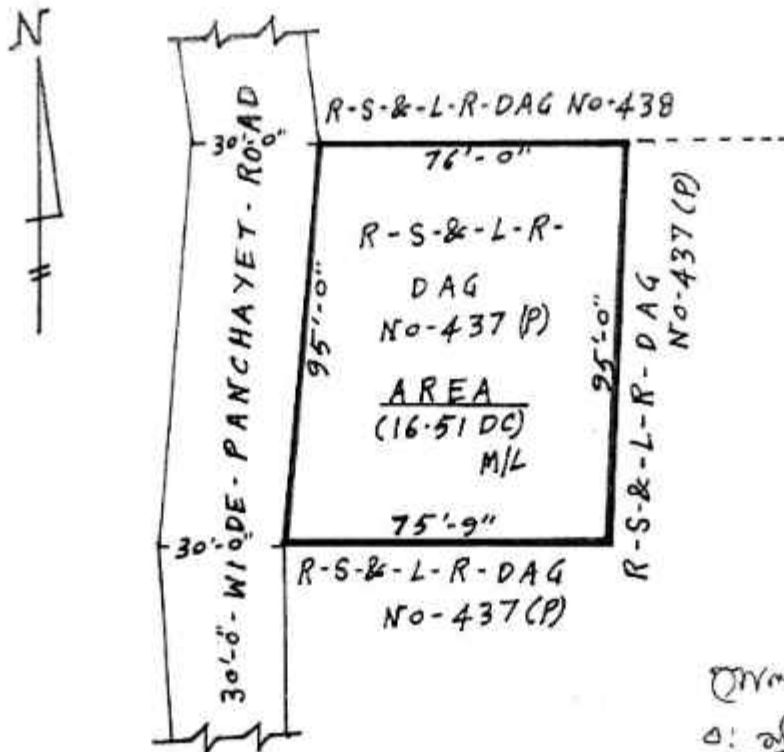 N
R-S-&-L-R-DAG No-438
30'-0"
76'-0"
R-S-&-L-R-
DAG
No-437 (P)
AREA
(16.51 DC)
M/L
95'-0"
95'-0"
R-S-&-L-R-DAG
No-437 (P)
30'-0"
75'-9"
R-S-&-L-R-DAG
No-437 (P)
30'-0"-WIDE-PANCHAYET-ROAD